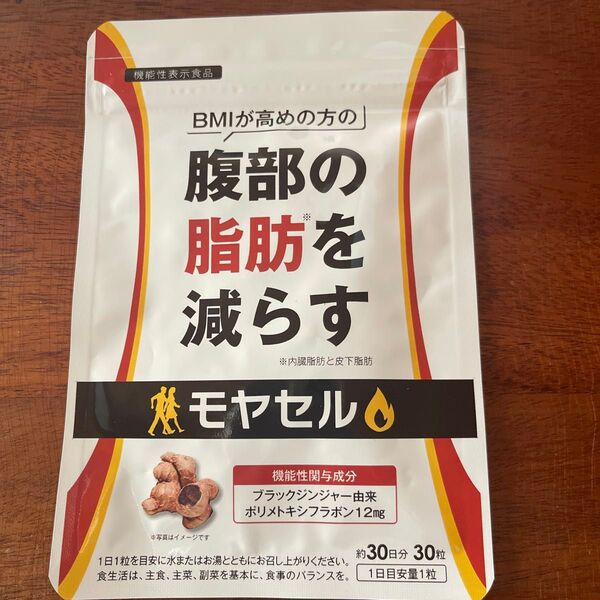 機能性表示食品
BMIが高めの方の
腹部の
脂肪※を
減らす
※内臓脂肪と皮下脂肪
モヤセル
機能性関与成分
ブラックジンジャー由来
ポリメトキシフラボン12mg
※写真はイメージです
1日1粒を目安に水またはお湯とともにお召し上がりください。
食生活は、主食、主菜、副菜を基本に、食事のバランスを。
約30日分 30粒
1日目安量1粒